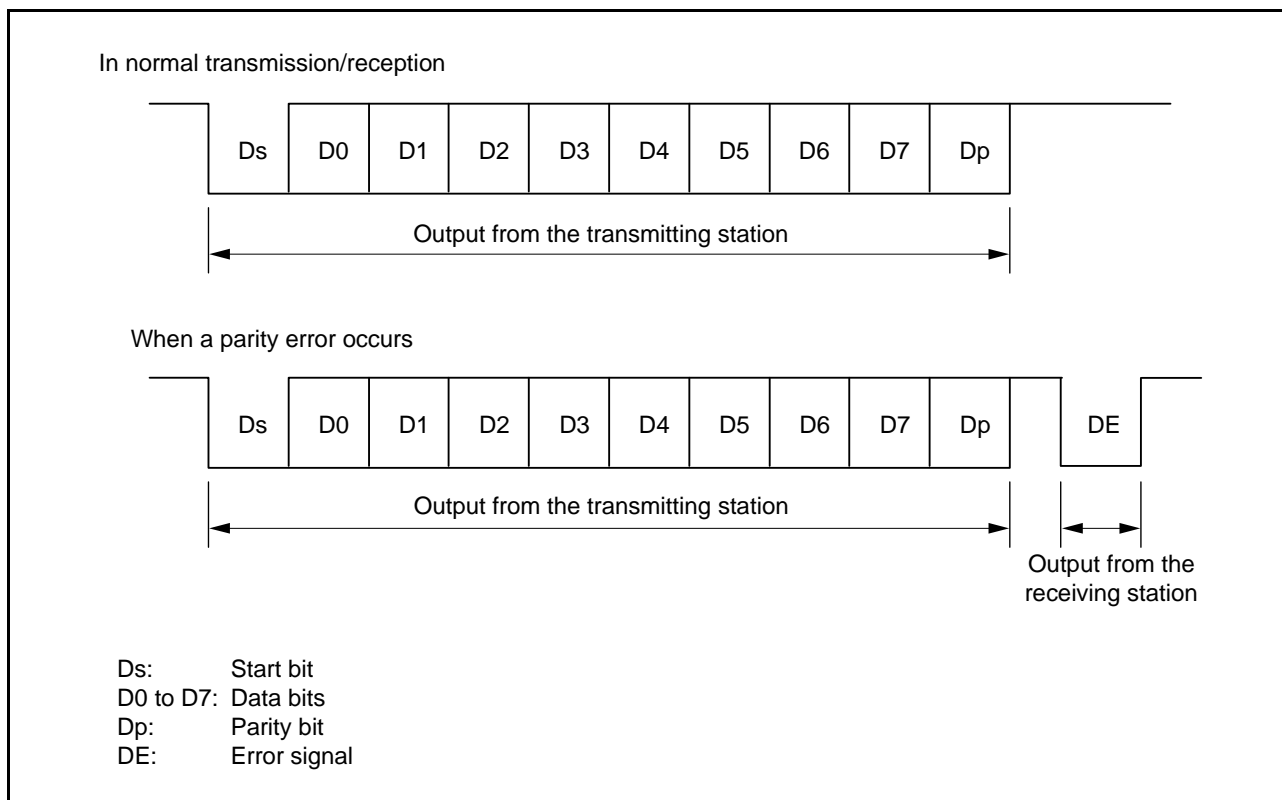 In normal transmission/reception
Ds D0 D1 D2 D3 D4 D5 D6 D7 Dp
Output from the transmitting station
When a parity error occurs
Ds D0 D1 D2 D3 D4 D5 D6 D7 Dp DE
Output from the transmitting station
Output from the
receiving station
Ds: Start bit
D0 to D7: Data bits
Dp: Parity bit
DE: Error signal